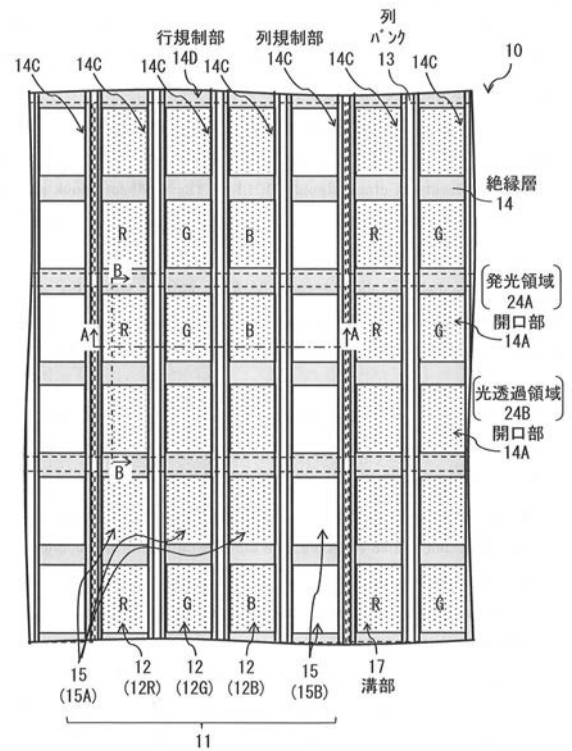 列
行規制部 列規制部 バンク
14C 14C 14C 14D 14C 14C 14C 13 14C
10
絶縁層
14
R G B R G
B
発光領域
24A
開口部
14A
A R G B A R G
光透過領域
24B
開口部
14A
B
R G B R G
15 12 12 12 15 17
(15A) (12R) (12G) (12B) (15B) 溝部
11